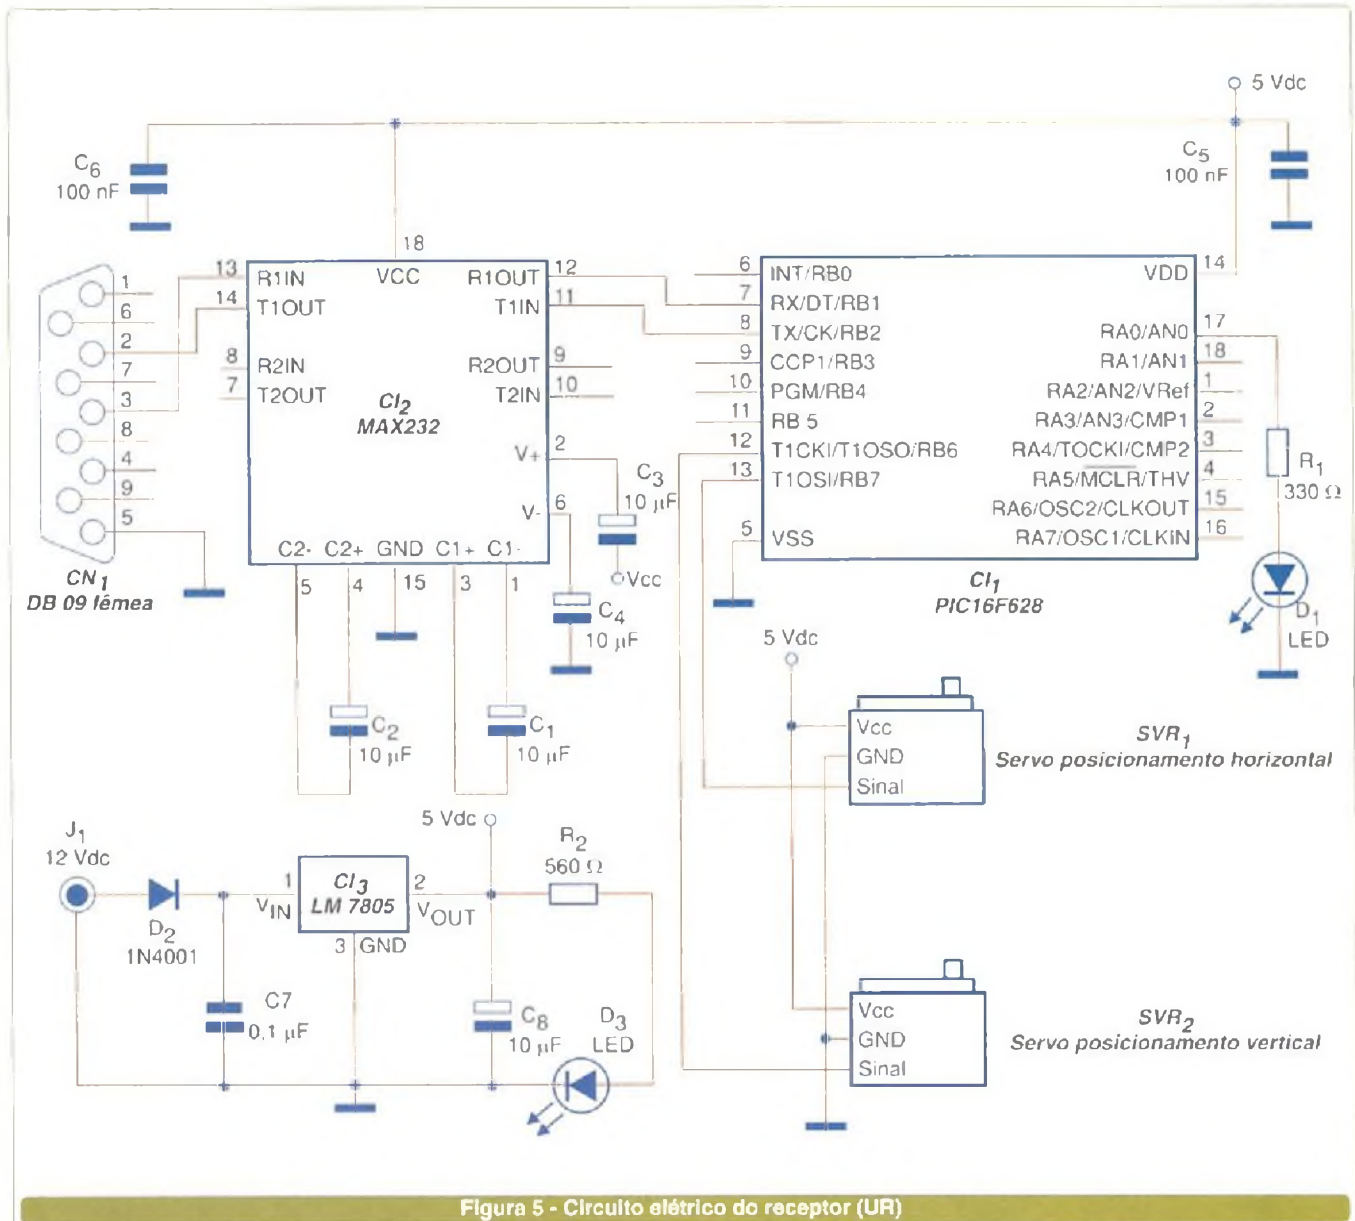 5 Vdc
C6
100 nF
C5
100 nF
18
VCC
13
R1IN
14
T1OUT
8
R2IN
7
T2OUT
R1OUT
12
T1IN
11
R2OUT
9
T2IN
10
V+
2
V-
6
CI2
MAX232
C2-
C2+
GND
C1+
C1-
5
4
15
3
1
1
6
2
7
3
8
4
9
5
CN1
DB 09 fêmea
C3
10 µF
Vcc
C4
10 µF
C2
10 µF
C1
10 µF
6
INT/RB0
7
RX/DT/RB1
8
TX/CK/RB2
9
CCP1/RB3
10
PGM/RB4
11
RB 5
12
T1CKI/T1OSO/RB6
13
T1OSI/RB7
5
VSS
VDD
14
RA0/AN0
17
RA1/AN1
18
RA2/AN2/VRef
1
RA3/AN3/CMP1
2
RA4/TOCKI/CMP2
3
RA5/MCLR/THV
4
RA6/OSC2/CLKOUT
15
RA7/OSC1/CLKIN
16
CI1
PIC16F628
R1
330 Ω
D1
LED
5 Vdc
Vcc
GND
Sinal
SVR1
Servo posicionamento horizontal
Vcc
GND
Sinal
SVR2
Servo posicionamento vertical
J1
12 Vdc
D2
1N4001
C7
0,1 µF
1
VIN
CI3
LM 7805
2
VOUT
3 GND
5 Vdc
R2
560 Ω
C8
10 µF
D3
LED
Figura 5 - Circuito elétrico do receptor (UR)